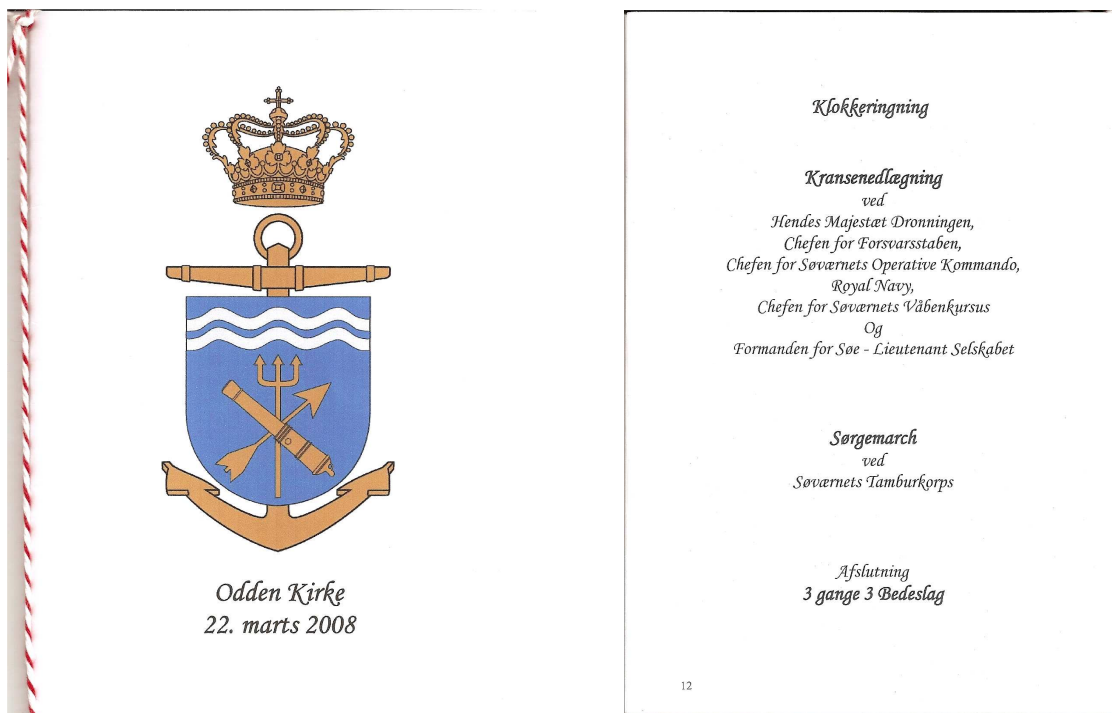 Odden Kirke
22. marts 2008
Klokkeringning
Kransenedlægning
ved
Hendes Majestæt Dronningen,
Chefen for Forsvarsstaben,
Chefen for Søværnets Operative Kommando,
Royal Navy,
Chefen for Søværnets Våbenkursus
Og
Formanden for Søe - Lieutenant Selskabet
Sørgemarch
ved
Søværnets Tamburkorps
Afslutning
3 gange 3 Bedeslag
12